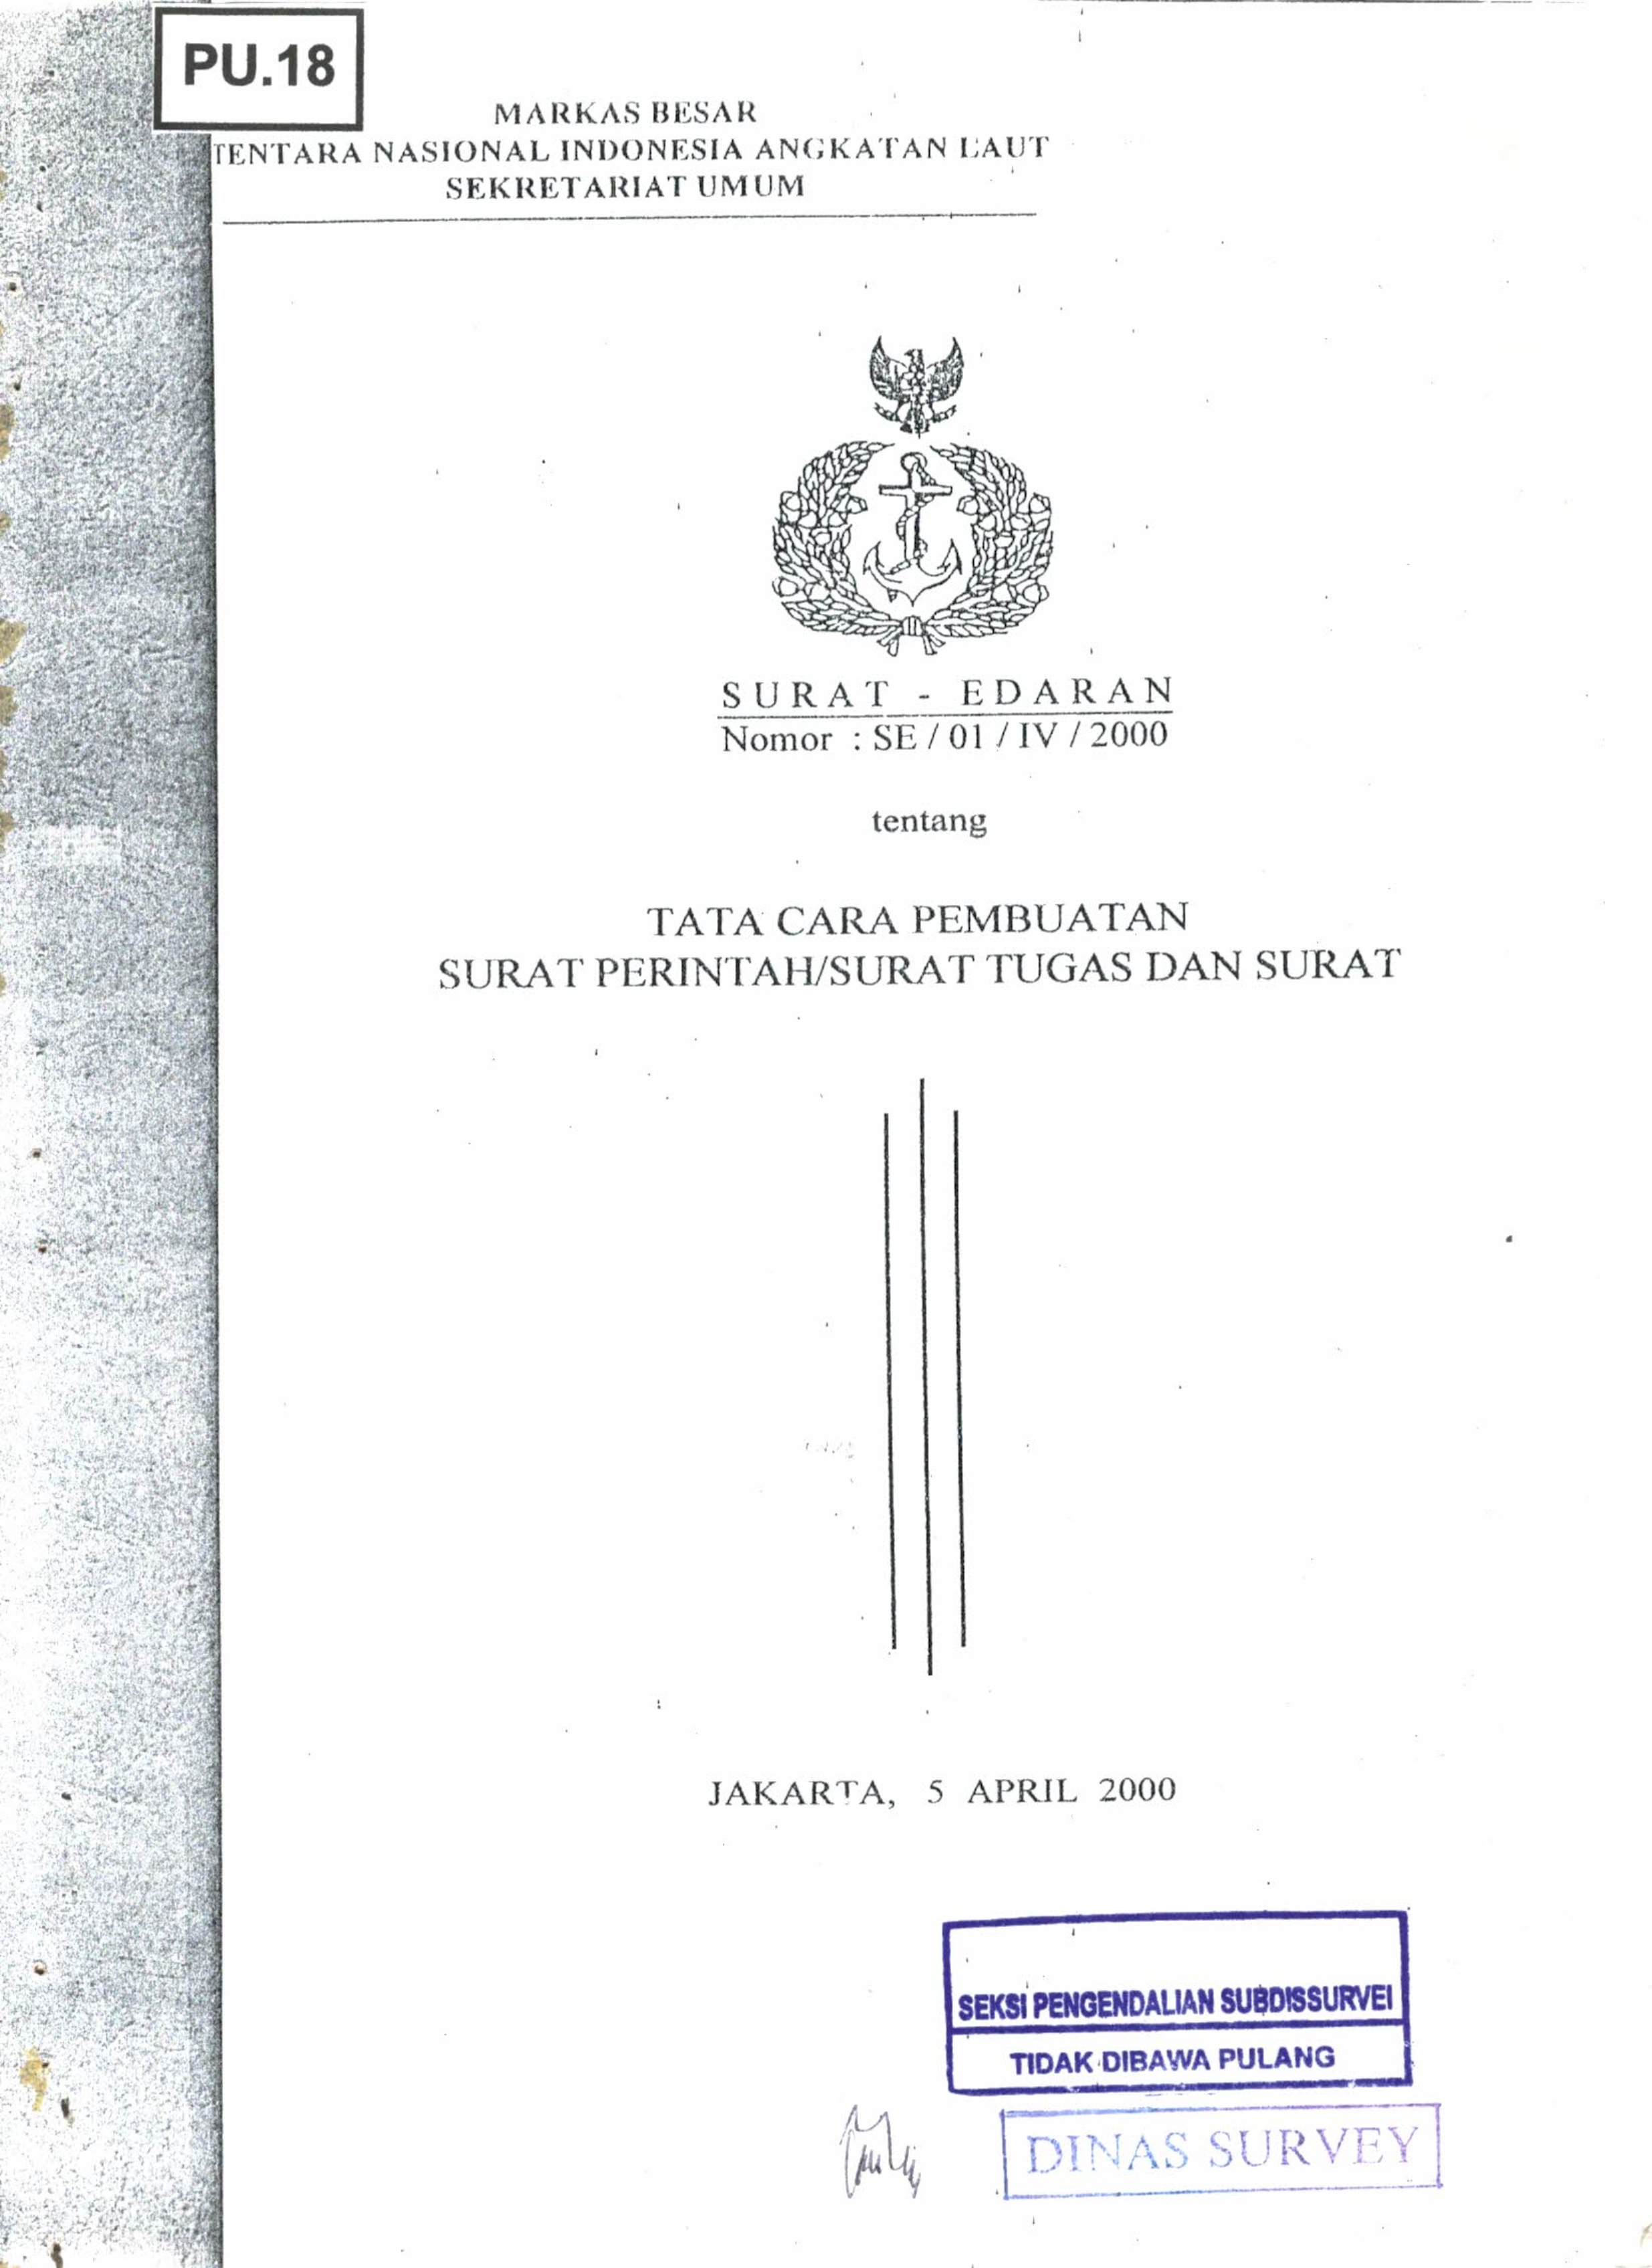 PU.18
MARKAS BESAR
TENTARA NASIONAL INDONESIA ANGKATAN LAUT
SEKRETARIAT UMUM
SURAT - EDARAN
Nomor : SE / 01 / IV / 2000
tentang
TATA CARA PEMBUATAN
SURAT PERINTAH/SURAT TUGAS DAN SURAT
JAKARTA, 5 APRIL 2000
SEKSI PENGENDALIAN SUBDISSURVEI
TIDAK DIBAWA PULANG
DINAS SURVEY